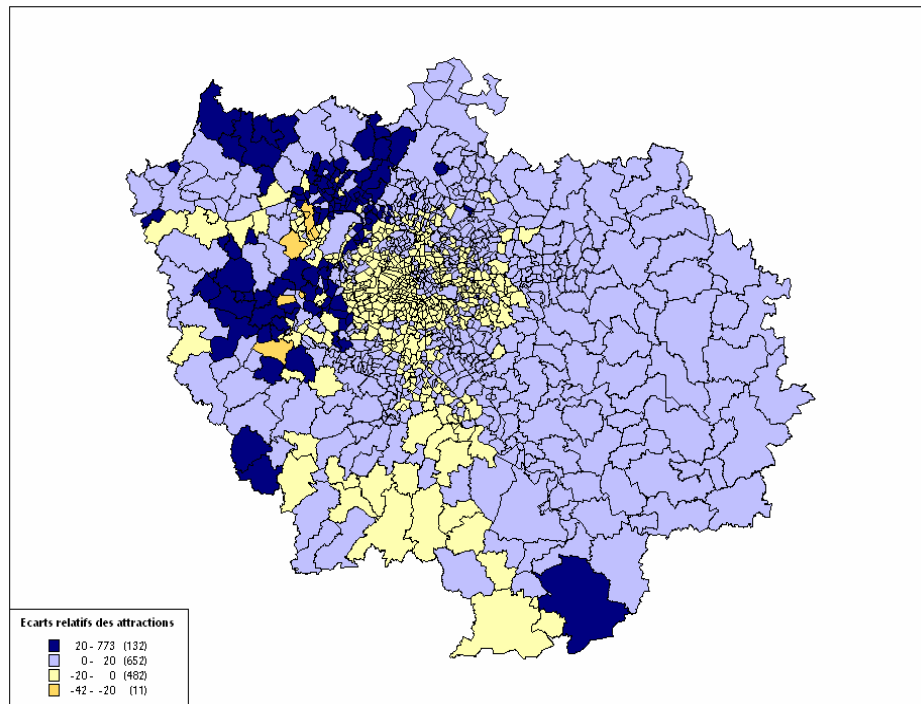 Ecarts relatifs des attractions
20 - 773 (132)
0 - 20 (652)
-20 - 0 (482)
-42 - -20 (11)